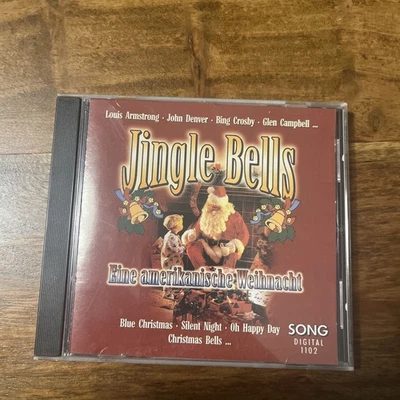 Louis Armstrong · John Denver · Bing Crosby · Glen Campbell ...
Jingle Bells
Eine amerikanische Weihnacht
Blue Christmas · Silent Night · Oh Happy Day
Christmas Bells ...
SONG
DIGITAL
1102